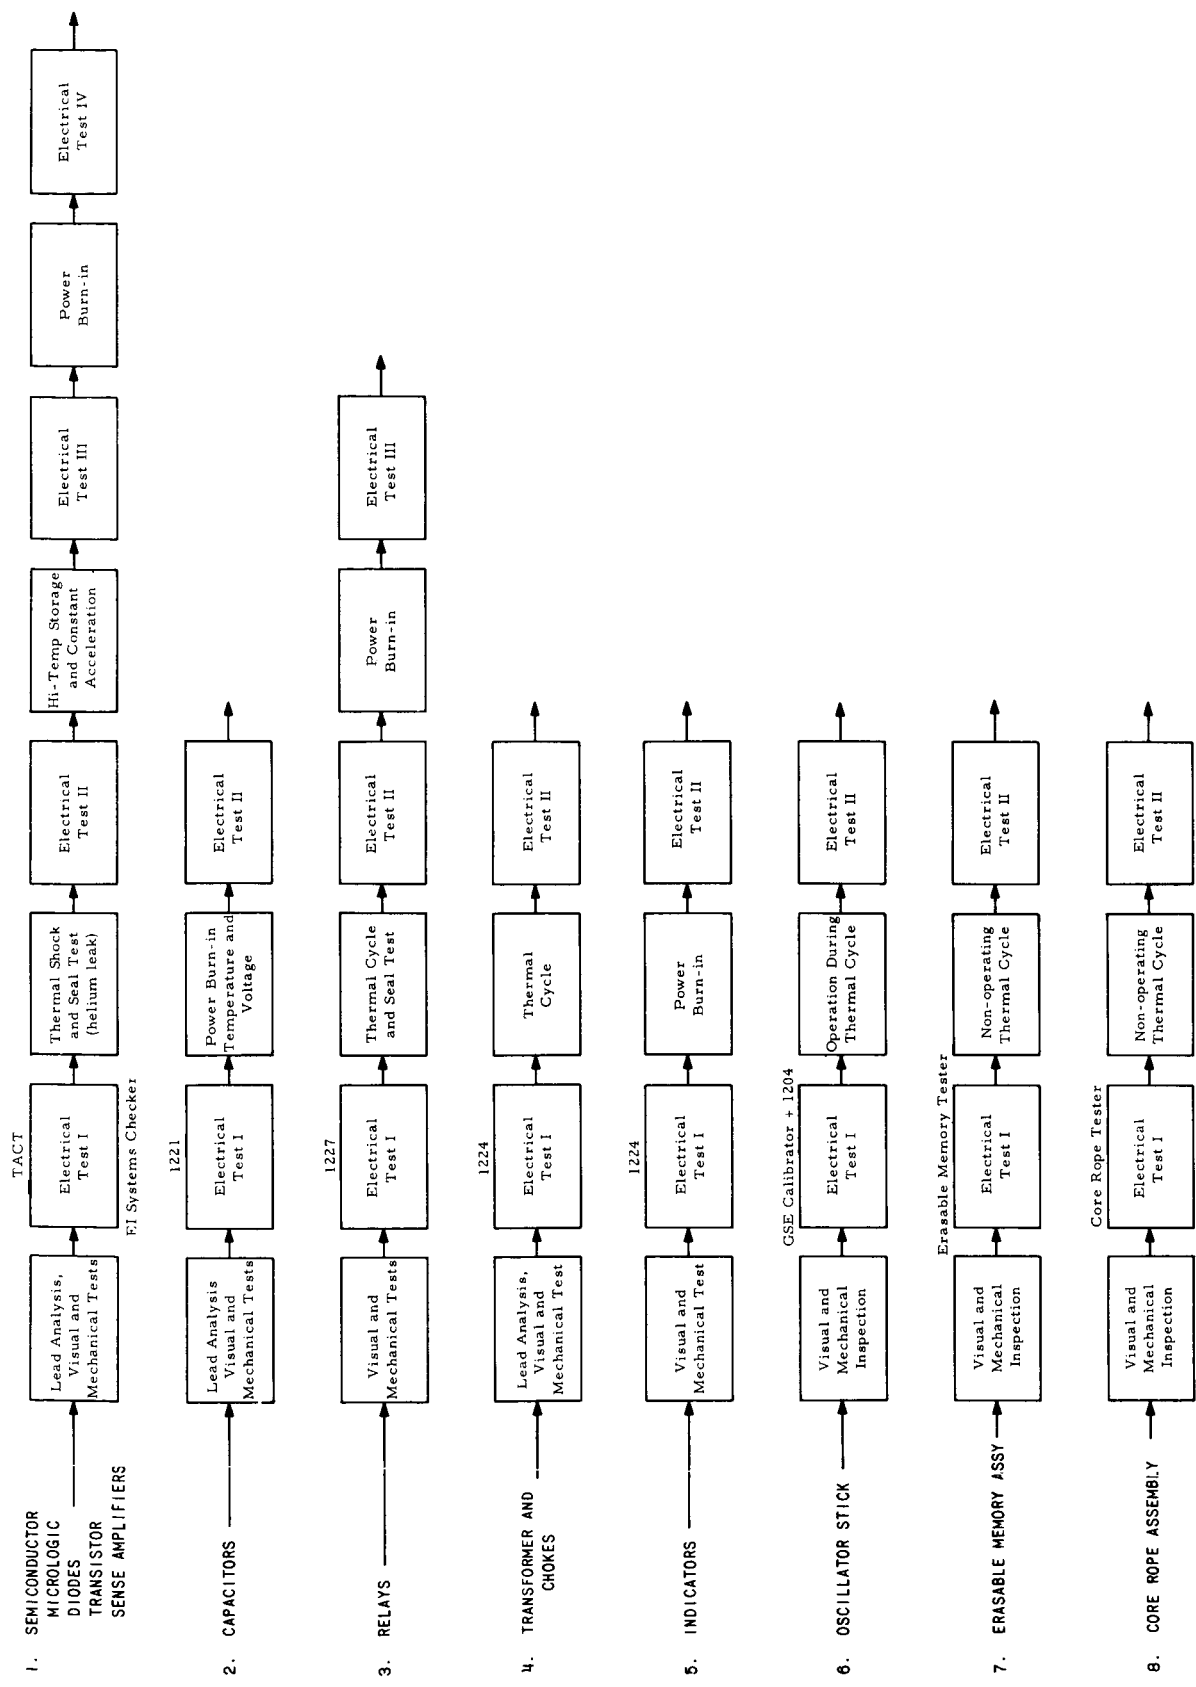 1. SEMICONDUCTOR
MICROLOGIC
DIODES
TRANSISTOR
SENSE AMPLIFIERS
Lead Analysis,
Visual and
Mechanical Tests
TACT
Electrical
Test I
EI Systems Checker
Thermal Shock
and Seal Test
(helium leak)
Electrical
Test II
Hi-Temp Storage
and Constant
Acceleration
Electrical
Test III
Power
Burn-in
Electrical
Test IV
2. CAPACITORS
Lead Analysis
Visual and
Mechanical Tests
1221
Electrical
Test I
Power Burn-in
Temperature and
Voltage
Electrical
Test II
3. RELAYS
Visual and
Mechanical Tests
1227
Electrical
Test I
Thermal Cycle
and Seal Test
Electrical
Test II
Power
Burn-in
Electrical
Test III
4. TRANSFORMER AND
CHOKES
Lead Analysis,
Visual and
Mechanical Test
1224
Electrical
Test I
Thermal
Cycle
Electrical
Test II
5. INDICATORS
Visual and
Mechanical Test
1224
Electrical
Test I
Power
Burn-in
Electrical
Test II
6. OSCILLATOR STICK
Visual and
Mechanical
Inspection
GSE Calibrator + 1204
Electrical
Test I
Operation During
Thermal Cycle
Electrical
Test II
7. ERASABLE MEMORY ASSY
Visual and
Mechanical
Inspection
Erasable Memory Tester
Electrical
Test I
Non-operating
Thermal Cycle
Electrical
Test II
8. CORE ROPE ASSEMBLY
Visual and
Mechanical
Inspection
Core Rope Tester
Electrical
Test I
Non-operating
Thermal Cycle
Electrical
Test II